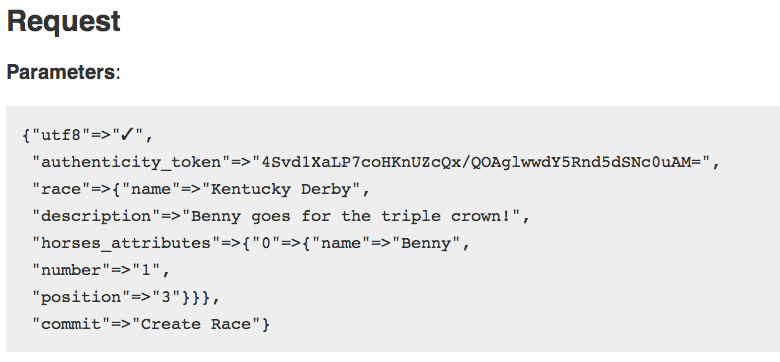 Request
Parameters:
{"utf8"=>"✓",
"authenticity_token"=>"4Svd1XaLP7coHKnUZcQx/QOAglwwdY5Rnd5dSNc0uAM=",
"race"=>{"name"=>"Kentucky Derby",
"description"=>"Benny goes for the triple crown!",
"horses_attributes"=>{"0"=>{"name"=>"Benny",
"number"=>"1",
"position"=>"3"}}},
"commit"=>"Create Race"}